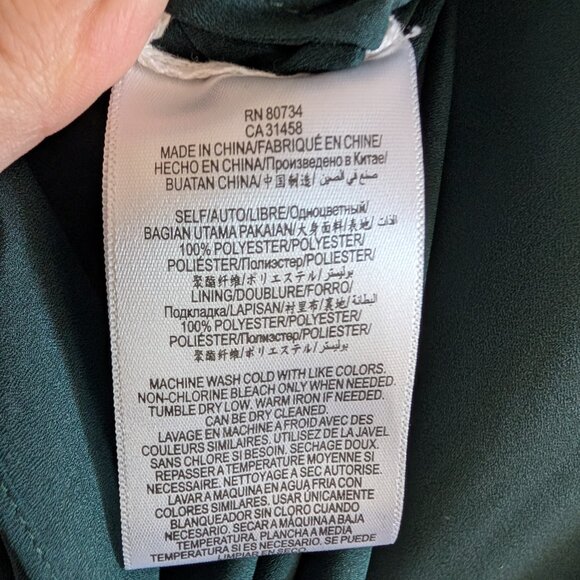 RN 80734
CA 31458
MADE IN CHINA/FABRIQUÉ EN CHINE/
HECHO EN CHINA/Произведено в Китае/
BUATAN CHINA/中国制造/صنع في الصين
SELF/AUTO/LIBRE/Одноцветный/
BAGIAN UTAMA PAKAIAN/大身面料/表地/الذات
100% POLYESTER/POLYESTER/
POLIÉSTER/Полиэстер/POLIESTER/
聚酯纤维/ポリエステル/بوليستر
LINING/DOUBLURE/FORRO/
Подкладка/LAPISAN/衬里布/裏地/البطانة
100% POLYESTER/POLYESTER/
POLIÉSTER/Полиэстер/POLIESTER/
聚酯纤维/ポリエステル/بوليستر
MACHINE WASH COLD WITH LIKE COLORS.
NON-CHLORINE BLEACH ONLY WHEN NEEDED.
TUMBLE DRY LOW. WARM IRON IF NEEDED.
CAN BE DRY CLEANED.
LAVAGE EN MACHINE A FROID AVEC DES
COULEURS SIMILAIRES. UTILISEZ DE LA JAVEL
SANS CHLORE SI BESOIN. SECHAGE DOUX.
REPASSER A TEMPERATURE MOYENNE SI
NECESSAIRE. NETTOYAGE A SEC AUTORISE.
LAVAR A MAQUINA EN AGUA FRIA CON
COLORES SIMILARES. USAR ÚNICAMENTE
BLANQUEADOR SIN CLORO CUANDO
NECESARIO. SECAR A MÁQUINA A BAJA
TEMPERATURA. PLANCHA A MEDIA
TEMPERATURA SI ES NECESARIO. SE PUEDE
LIMPIAR EN SECO.